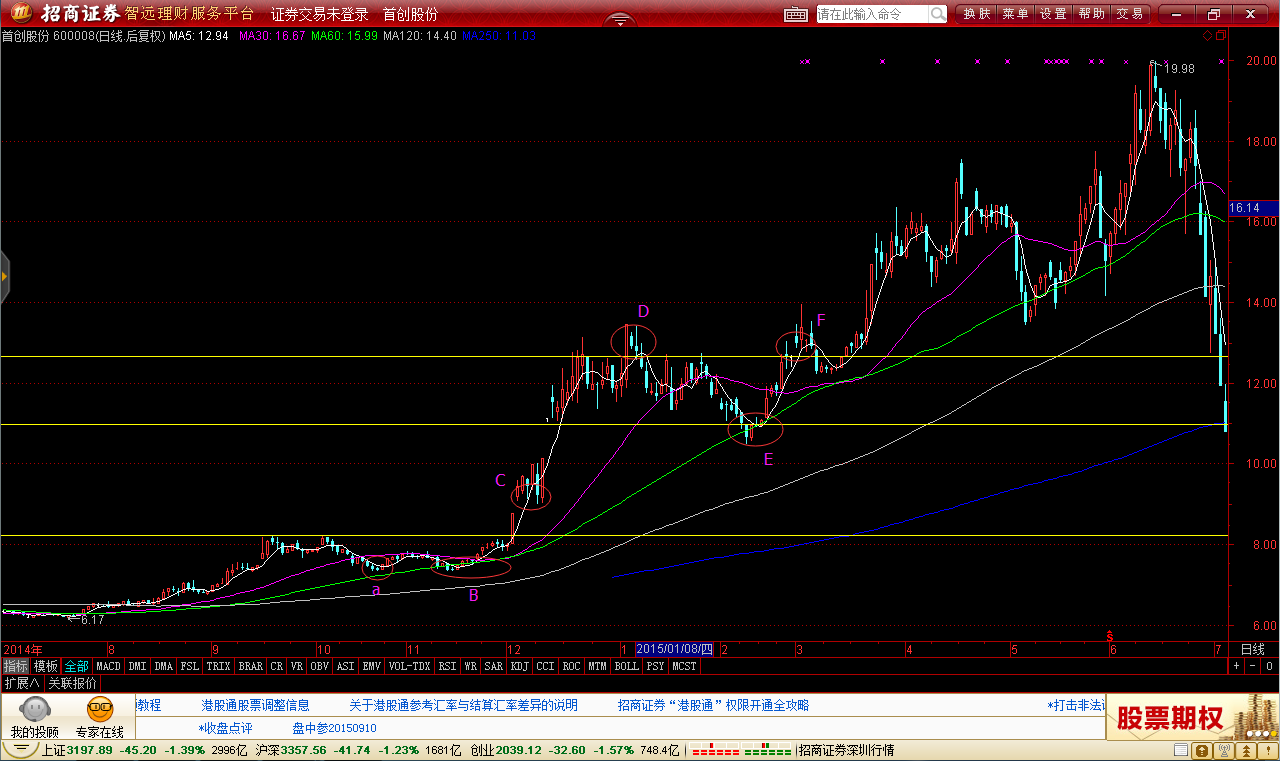 招商证券 智远理财服务平台 证券交易未登录 首创股份 请在此输入命令 换肤 菜单 设置 帮助 交易
首创股份 600008(日线.后复权) MA5: 12.94 MA30: 16.67 MA60: 15.99 MA120: 14.40 MA250: 11.03
20.00
19.98
18.00
16.14
16.00
14.00
D
F
12.00
E
10.00
C
8.00
a
B
6.17
6.00
2014年 8 9 10 11 12 1 2015/01/08/四 2 3 4 5 6 7 日线
指标 模板 全部 MACD DMI DMA FSL TRIX BRAR CR VR OBV ASI EMV VOL-TDX RSI WR SAR KDJ CCI ROC MTM BOLL PSY MCST + - 0
扩展∧ 关联报价
教程 港股通股票调整信息 关于港股通参考汇率与结算汇率差异的说明 招商证券“港股通”权限开通全攻略 *打击非法
*收盘点评 盘中参20150910
我的投顾 专家在线
股票期权
上证3197.89 -45.20 -1.39% 2996亿 沪深3357.56 -41.74 -1.23% 1681亿 创业2039.12 -32.60 -1.57% 748.4亿 招商证券深圳行情